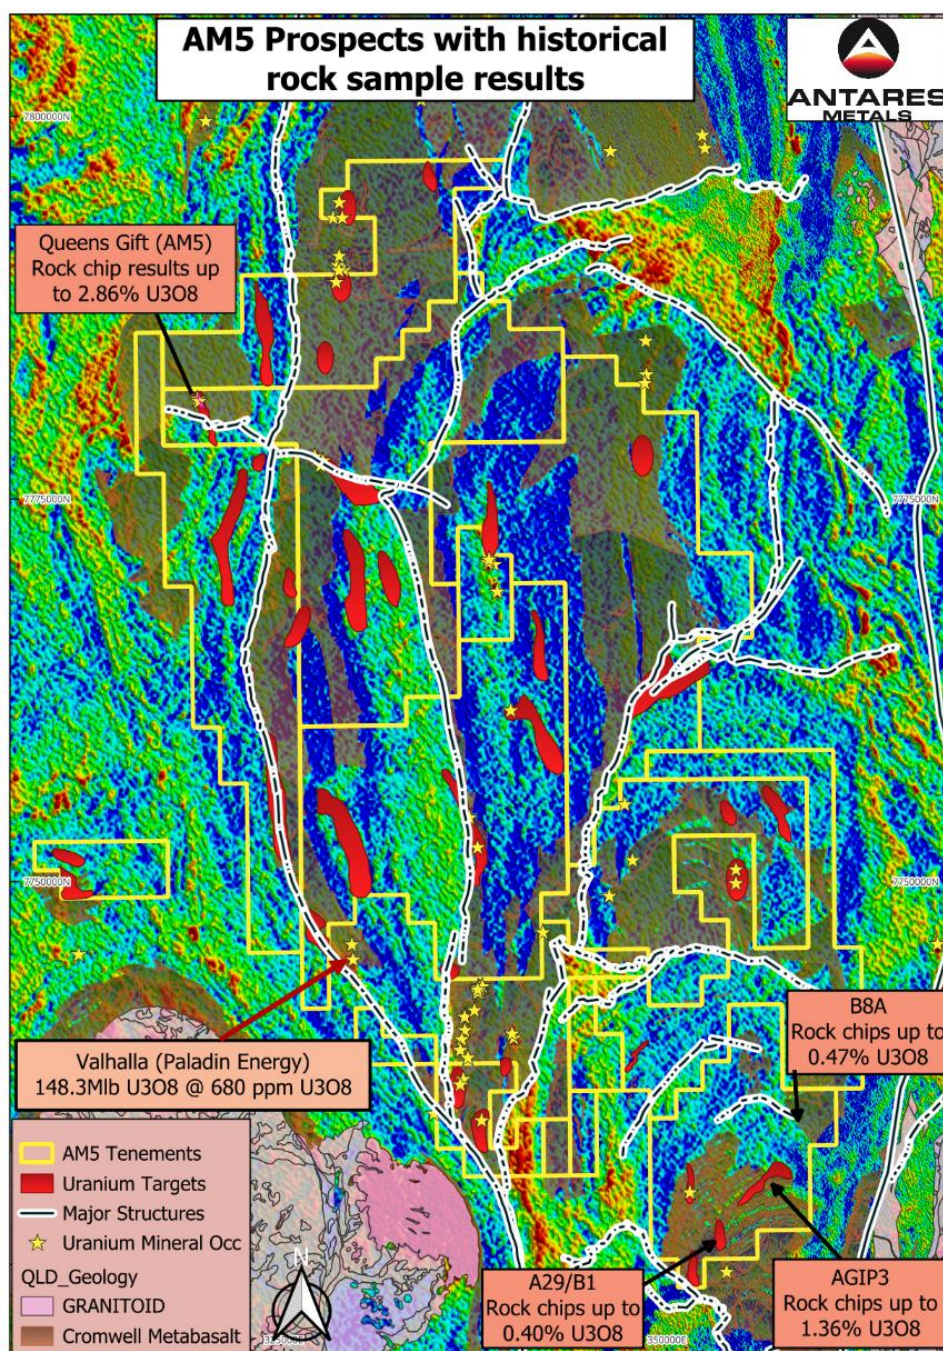 AM5 Prospects with historical
rock sample results
ANTARES
METALS
7800000N
Queens Gift (AM5)
Rock chip results up
to 2.86% U3O8
7775000N
7775000N
7750000N
7750000N
B8A
Rock chips up to
0.47% U3O8
Valhalla (Paladin Energy)
148.3Mlb U3O8 @ 680 ppm U3O8
AM5 Tenements
Uranium Targets
Major Structures
Uranium Mineral Occ
QLD_Geology
GRANITOID
Cromwell Metabasalt
N
A29/B1
Rock chips up to
0.40% U3O8
AGIP3
Rock chips up to
1.36% U3O8
350000E